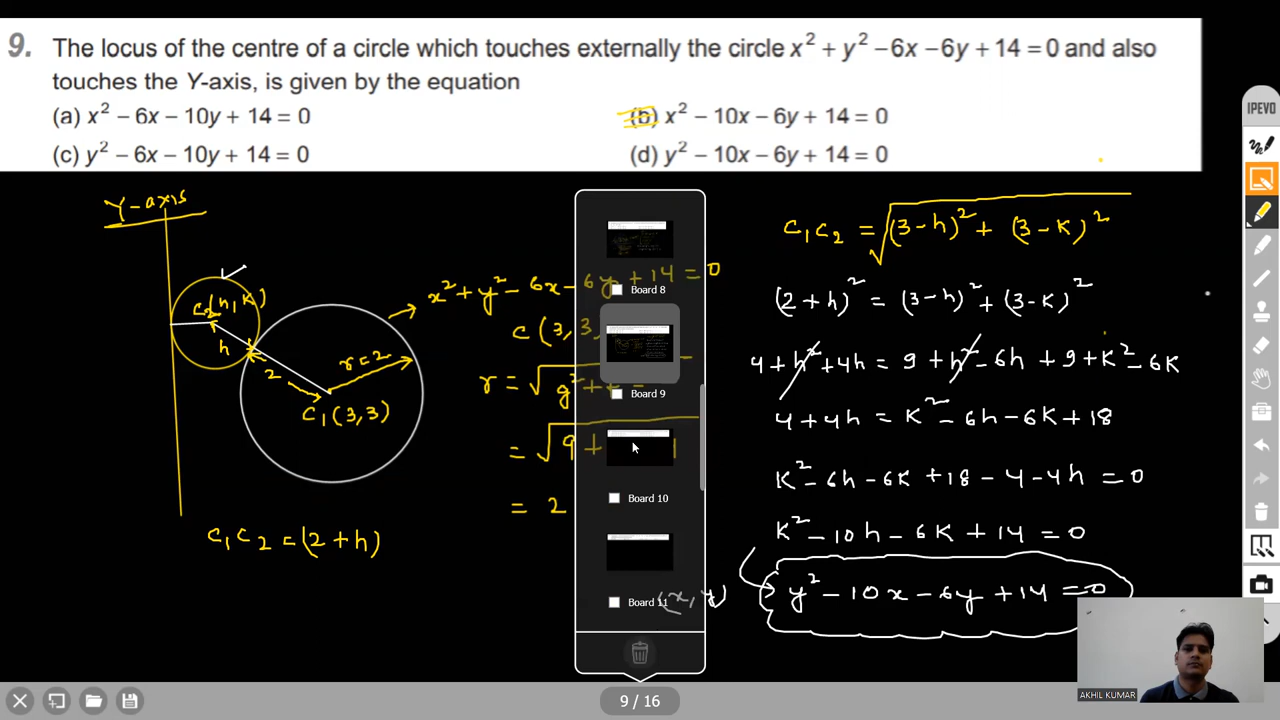 9. The locus of the centre of a circle which touches externally the circle x² + y² − 6x − 6y + 14 = 0 and also
touches the Y-axis, is given by the equation
(a) x² − 6x − 10y + 14 = 0
(b) x² − 10x − 6y + 14 = 0
(c) y² − 6x − 10y + 14 = 0
(d) y² − 10x − 6y + 14 = 0
IPEVO
Y-axis
C₂(h,K)
h
2
r=2
C₁(3,3)
C₁C₂ = (2+h)
x² + y² − 6x − 6y + 14 = 0
C (3,3,
r = √g²+
= √9 +
= 2
Board 8
Board 9
Board 10
Board 11
(x, y)
C₁C₂ = √(3−h)² + (3−K)²
(2+h)² = (3−h)² + (3−K)²
4 + h² + 4h = 9 + h² − 6h + 9 + K² − 6K
4 + 4h = K² − 6h − 6K + 18
K² − 6h − 6K + 18 − 4 − 4h = 0
K² − 10h − 6K + 14 = 0
y² − 10x − 6y + 14 = 0
AKHIL KUMAR
9 / 16